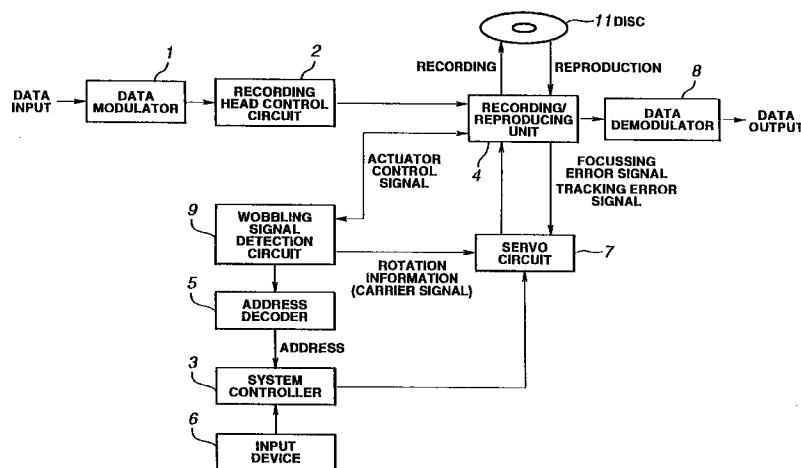 11 DISC
1
2
RECORDING
REPRODUCTION
8
DATA
INPUT
DATA
MODULATOR
RECORDING
HEAD CONTROL
CIRCUIT
RECORDING/
REPRODUCING
UNIT
DATA
DEMODULATOR
DATA
OUTPUT
4
ACTUATOR
CONTROL
SIGNAL
FOCUSSING
ERROR SIGNAL
TRACKING ERROR
SIGNAL
9
WOBBLING
SIGNAL
DETECTION
CIRCUIT
SERVO
CIRCUIT
7
ROTATION
INFORMATION
(CARRIER SIGNAL)
5
ADDRESS
DECODER
ADDRESS
3
SYSTEM
CONTROLLER
6
INPUT
DEVICE